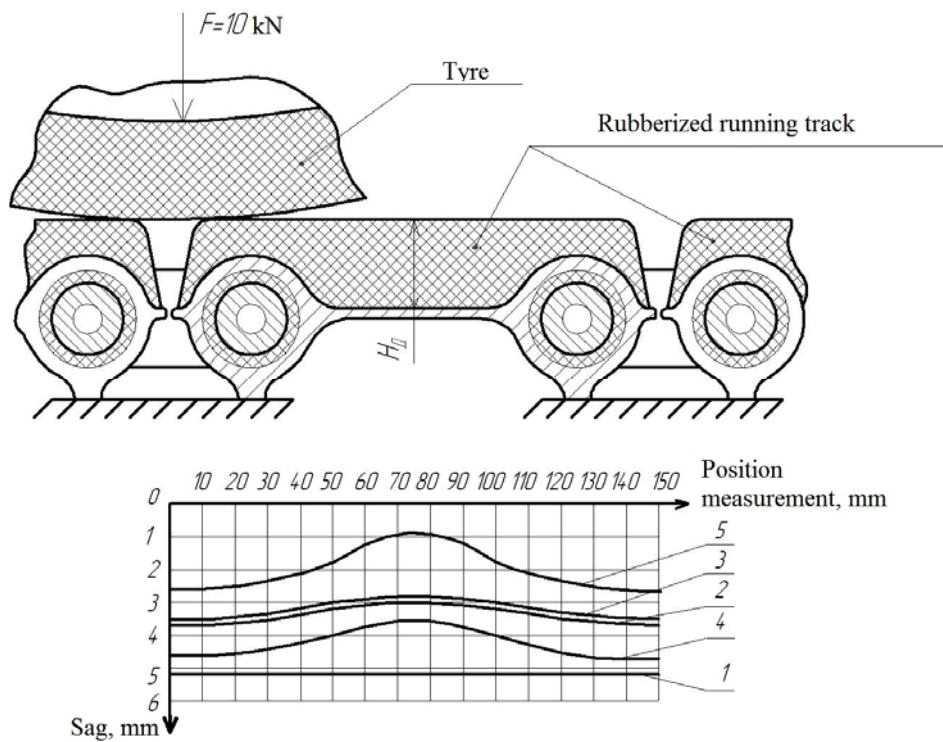 F=10 kN
Tyre
Rubberized running track
H_Д
0 10 20 30 40 50 60 70 80 90 100 110 120 130 140 150
Position
measurement, mm
1
2
3
4
5
6
5
3
2
4
1
Sag, mm